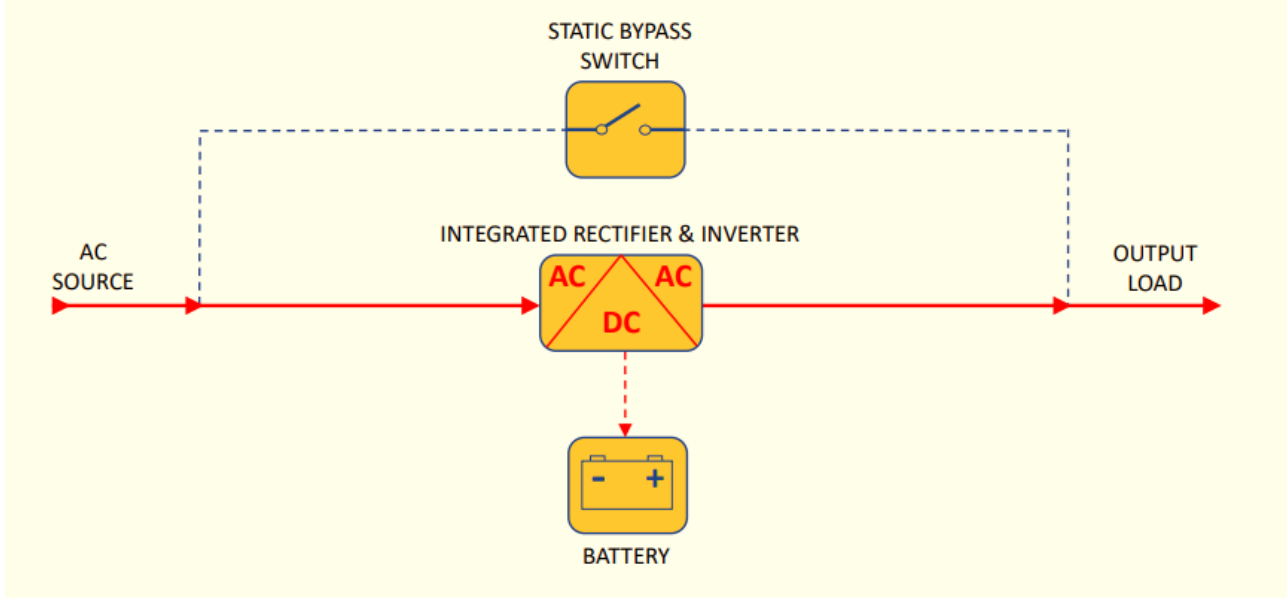 STATIC BYPASS
SWITCH
INTEGRATED RECTIFIER & INVERTER
AC
SOURCE
AC
AC
DC
OUTPUT
LOAD
- +
BATTERY